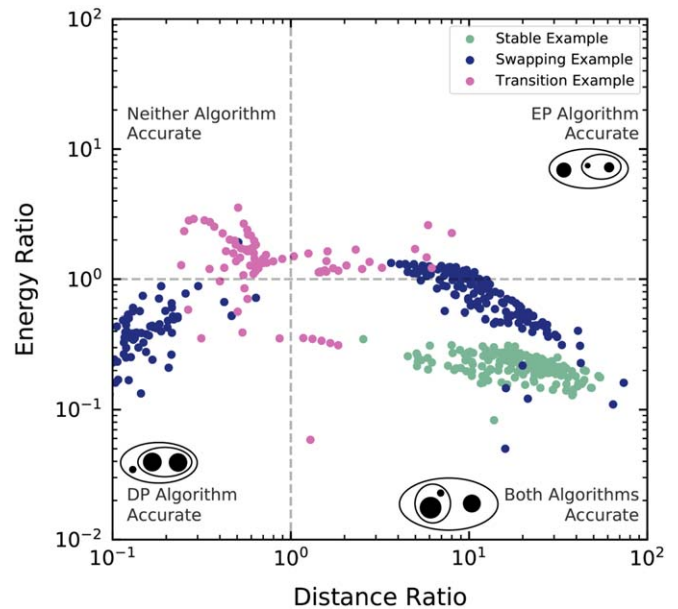 10^2
Stable Example
Swapping Example
Transition Example
Neither Algorithm
Accurate
EP Algorithm
Accurate
10^1
Energy Ratio
10^0
10^-1
DP Algorithm
Accurate
Both Algorithms
Accurate
10^-2
10^-1
10^0
10^1
10^2
Distance Ratio